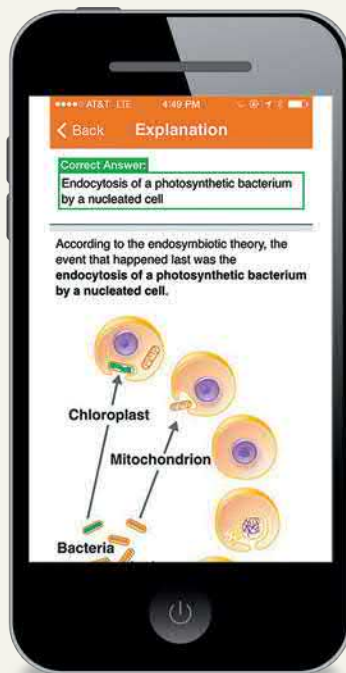 AT&T LTE 4:49 PM
Back Explanation
Correct Answer:
Endocytosis of a photosynthetic bacterium
by a nucleated cell
According to the endosymbiotic theory, the
event that happened last was the
endocytosis of a photosynthetic bacterium
by a nucleated cell.
Chloroplast
Mitochondrion
Bacteria